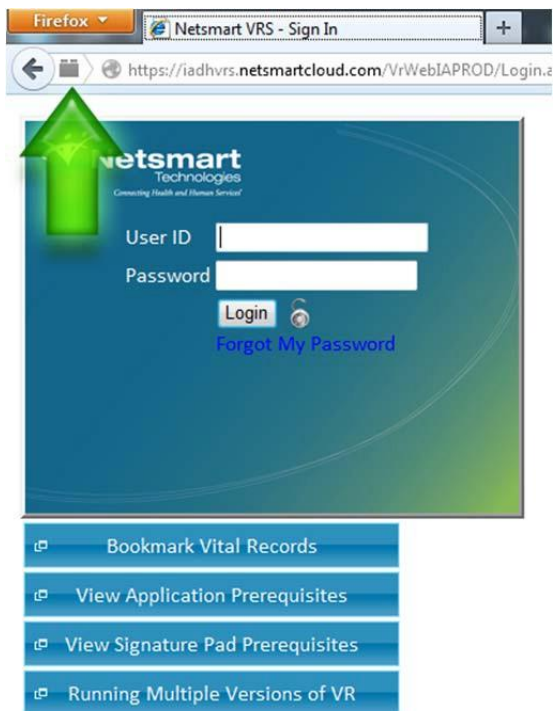 Firefox
Netsmart VRS - Sign In
https://iadhvrs.netsmartcloud.com/VrWebIAPROD/Login.a
Netsmart
Technologies
Connecting Health and Human Services
User ID
Password
Login
Forgot My Password
Bookmark Vital Records
View Application Prerequisites
View Signature Pad Prerequisites
Running Multiple Versions of VR